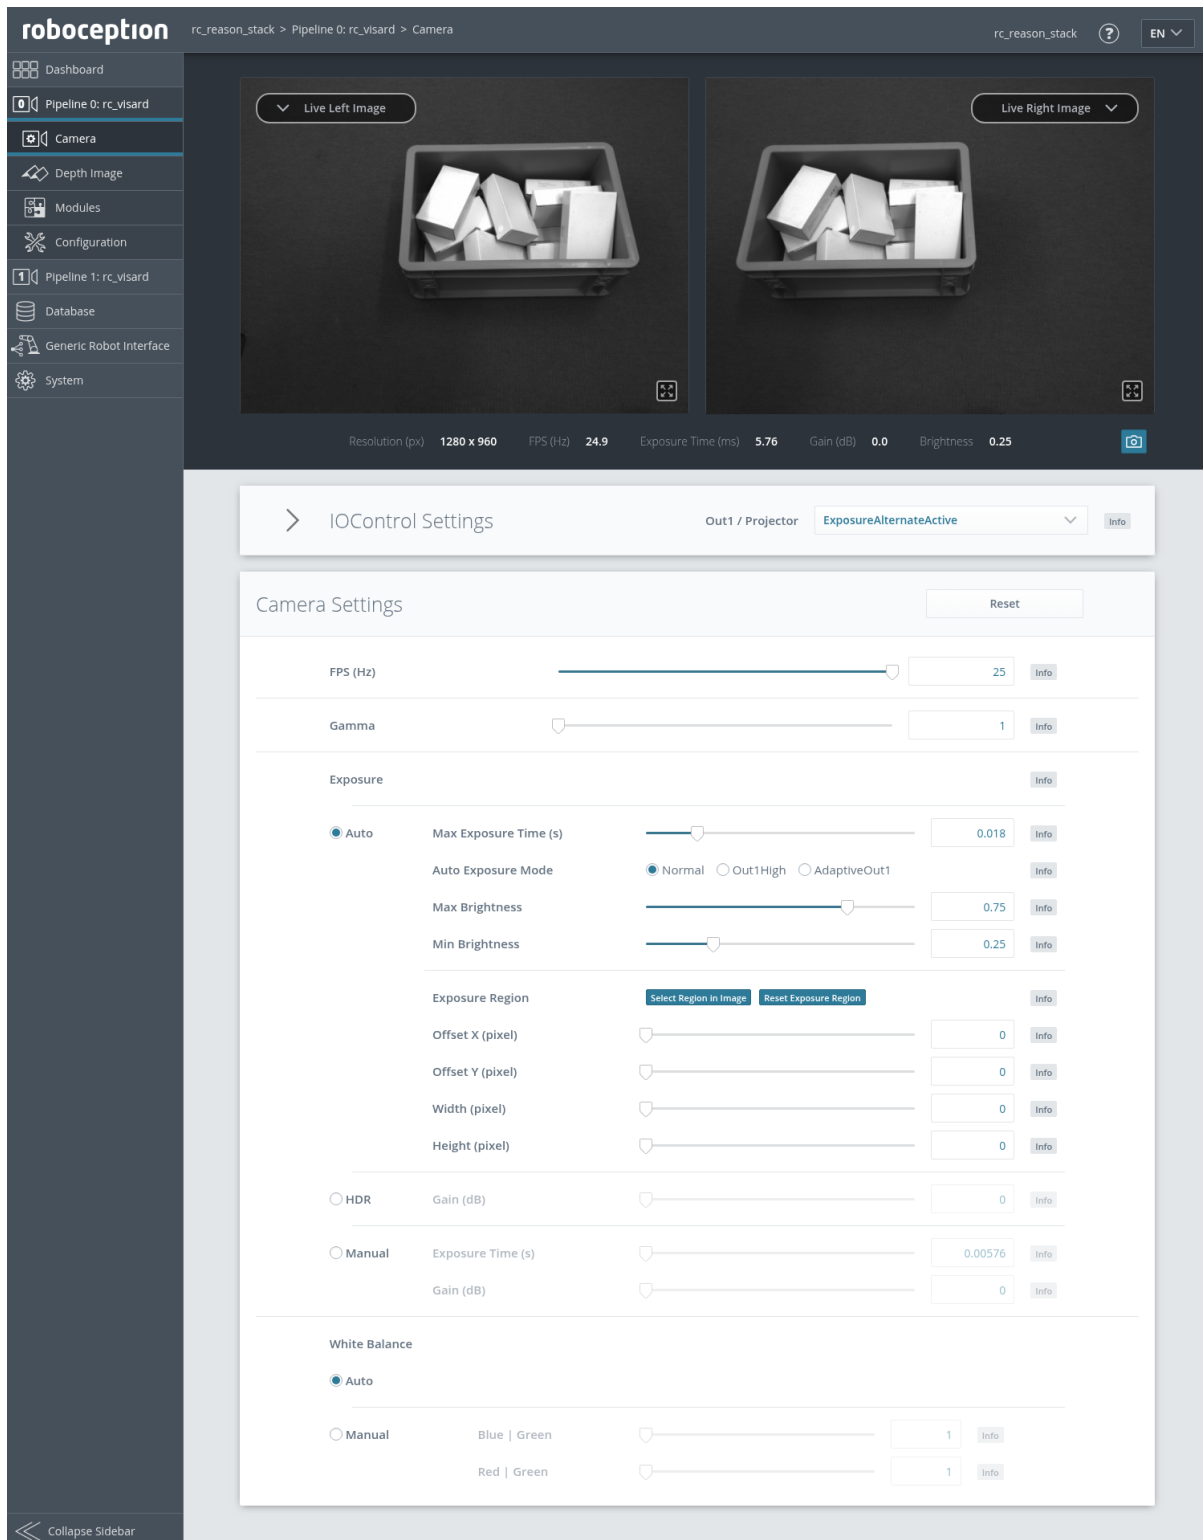 roboception
rc_reason_stack > Pipeline 0: rc_visard > Camera
rc_reason_stack ? EN
Dashboard
0 Pipeline 0: rc_visard
Camera
Depth Image
Modules
Configuration
1 Pipeline 1: rc_visard
Database
Generic Robot Interface
System
Collapse Sidebar
Live Left Image
Live Right Image
Resolution (px) 1280 x 960 FPS (Hz) 24.9 Exposure Time (ms) 5.76 Gain (dB) 0.0 Brightness 0.25
IOControl Settings Out1 / Projector ExposureAlternateActive Info
Camera Settings Reset
FPS (Hz) 25 Info
Gamma 1 Info
Exposure Info
Auto Max Exposure Time (s) 0.018 Info
Auto Exposure Mode Normal Out1High AdaptiveOut1 Info
Max Brightness 0.75 Info
Min Brightness 0.25 Info
Exposure Region Select Region in Image Reset Exposure Region Info
Offset X (pixel) 0 Info
Offset Y (pixel) 0 Info
Width (pixel) 0 Info
Height (pixel) 0 Info
HDR Gain (dB) 0 Info
Manual Exposure Time (s) 0.00576 Info
Gain (dB) 0 Info
White Balance
Auto
Manual Blue | Green 1 Info
Red | Green 1 Info